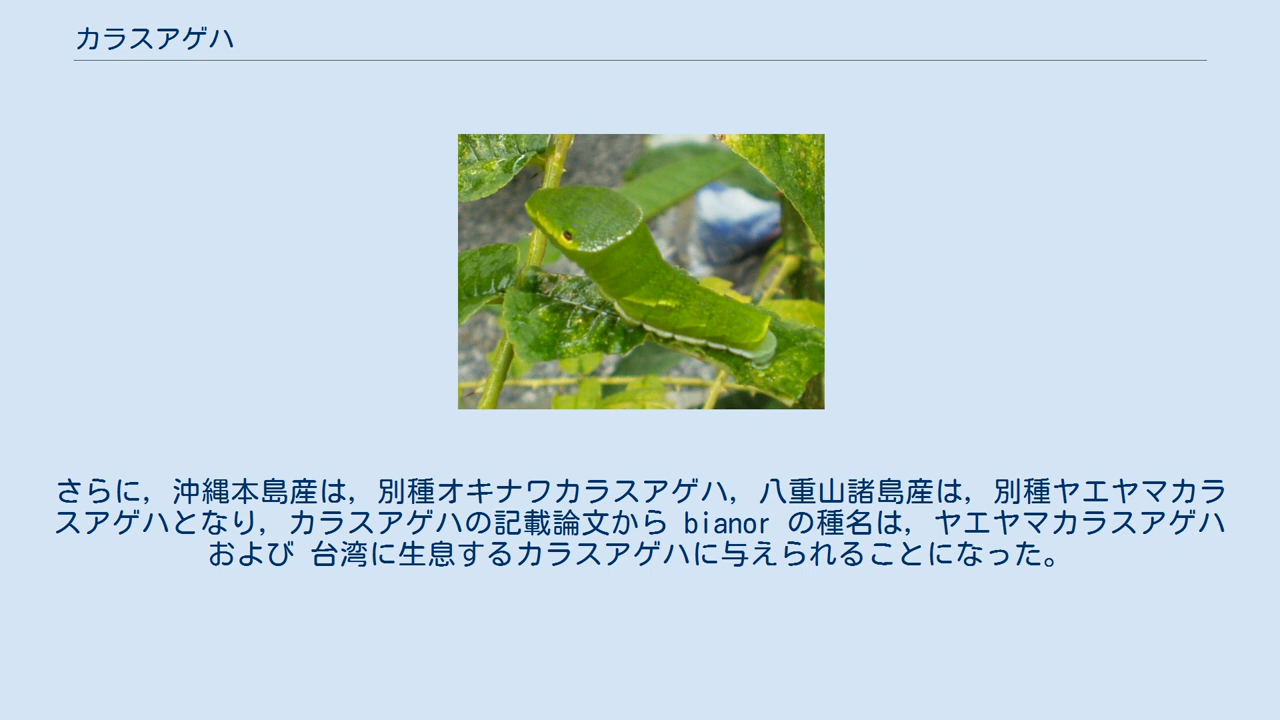 カラスアゲハ
さらに, 沖縄本島産は, 別種オキナワカラスアゲハ, 八重山諸島産は, 別種ヤエヤマカラ
スアゲハとなり, カラスアゲハの記載論文から bianor の種名は, ヤエヤマカラスアゲハ
および 台湾に生息するカラスアゲハに与えられることになった。